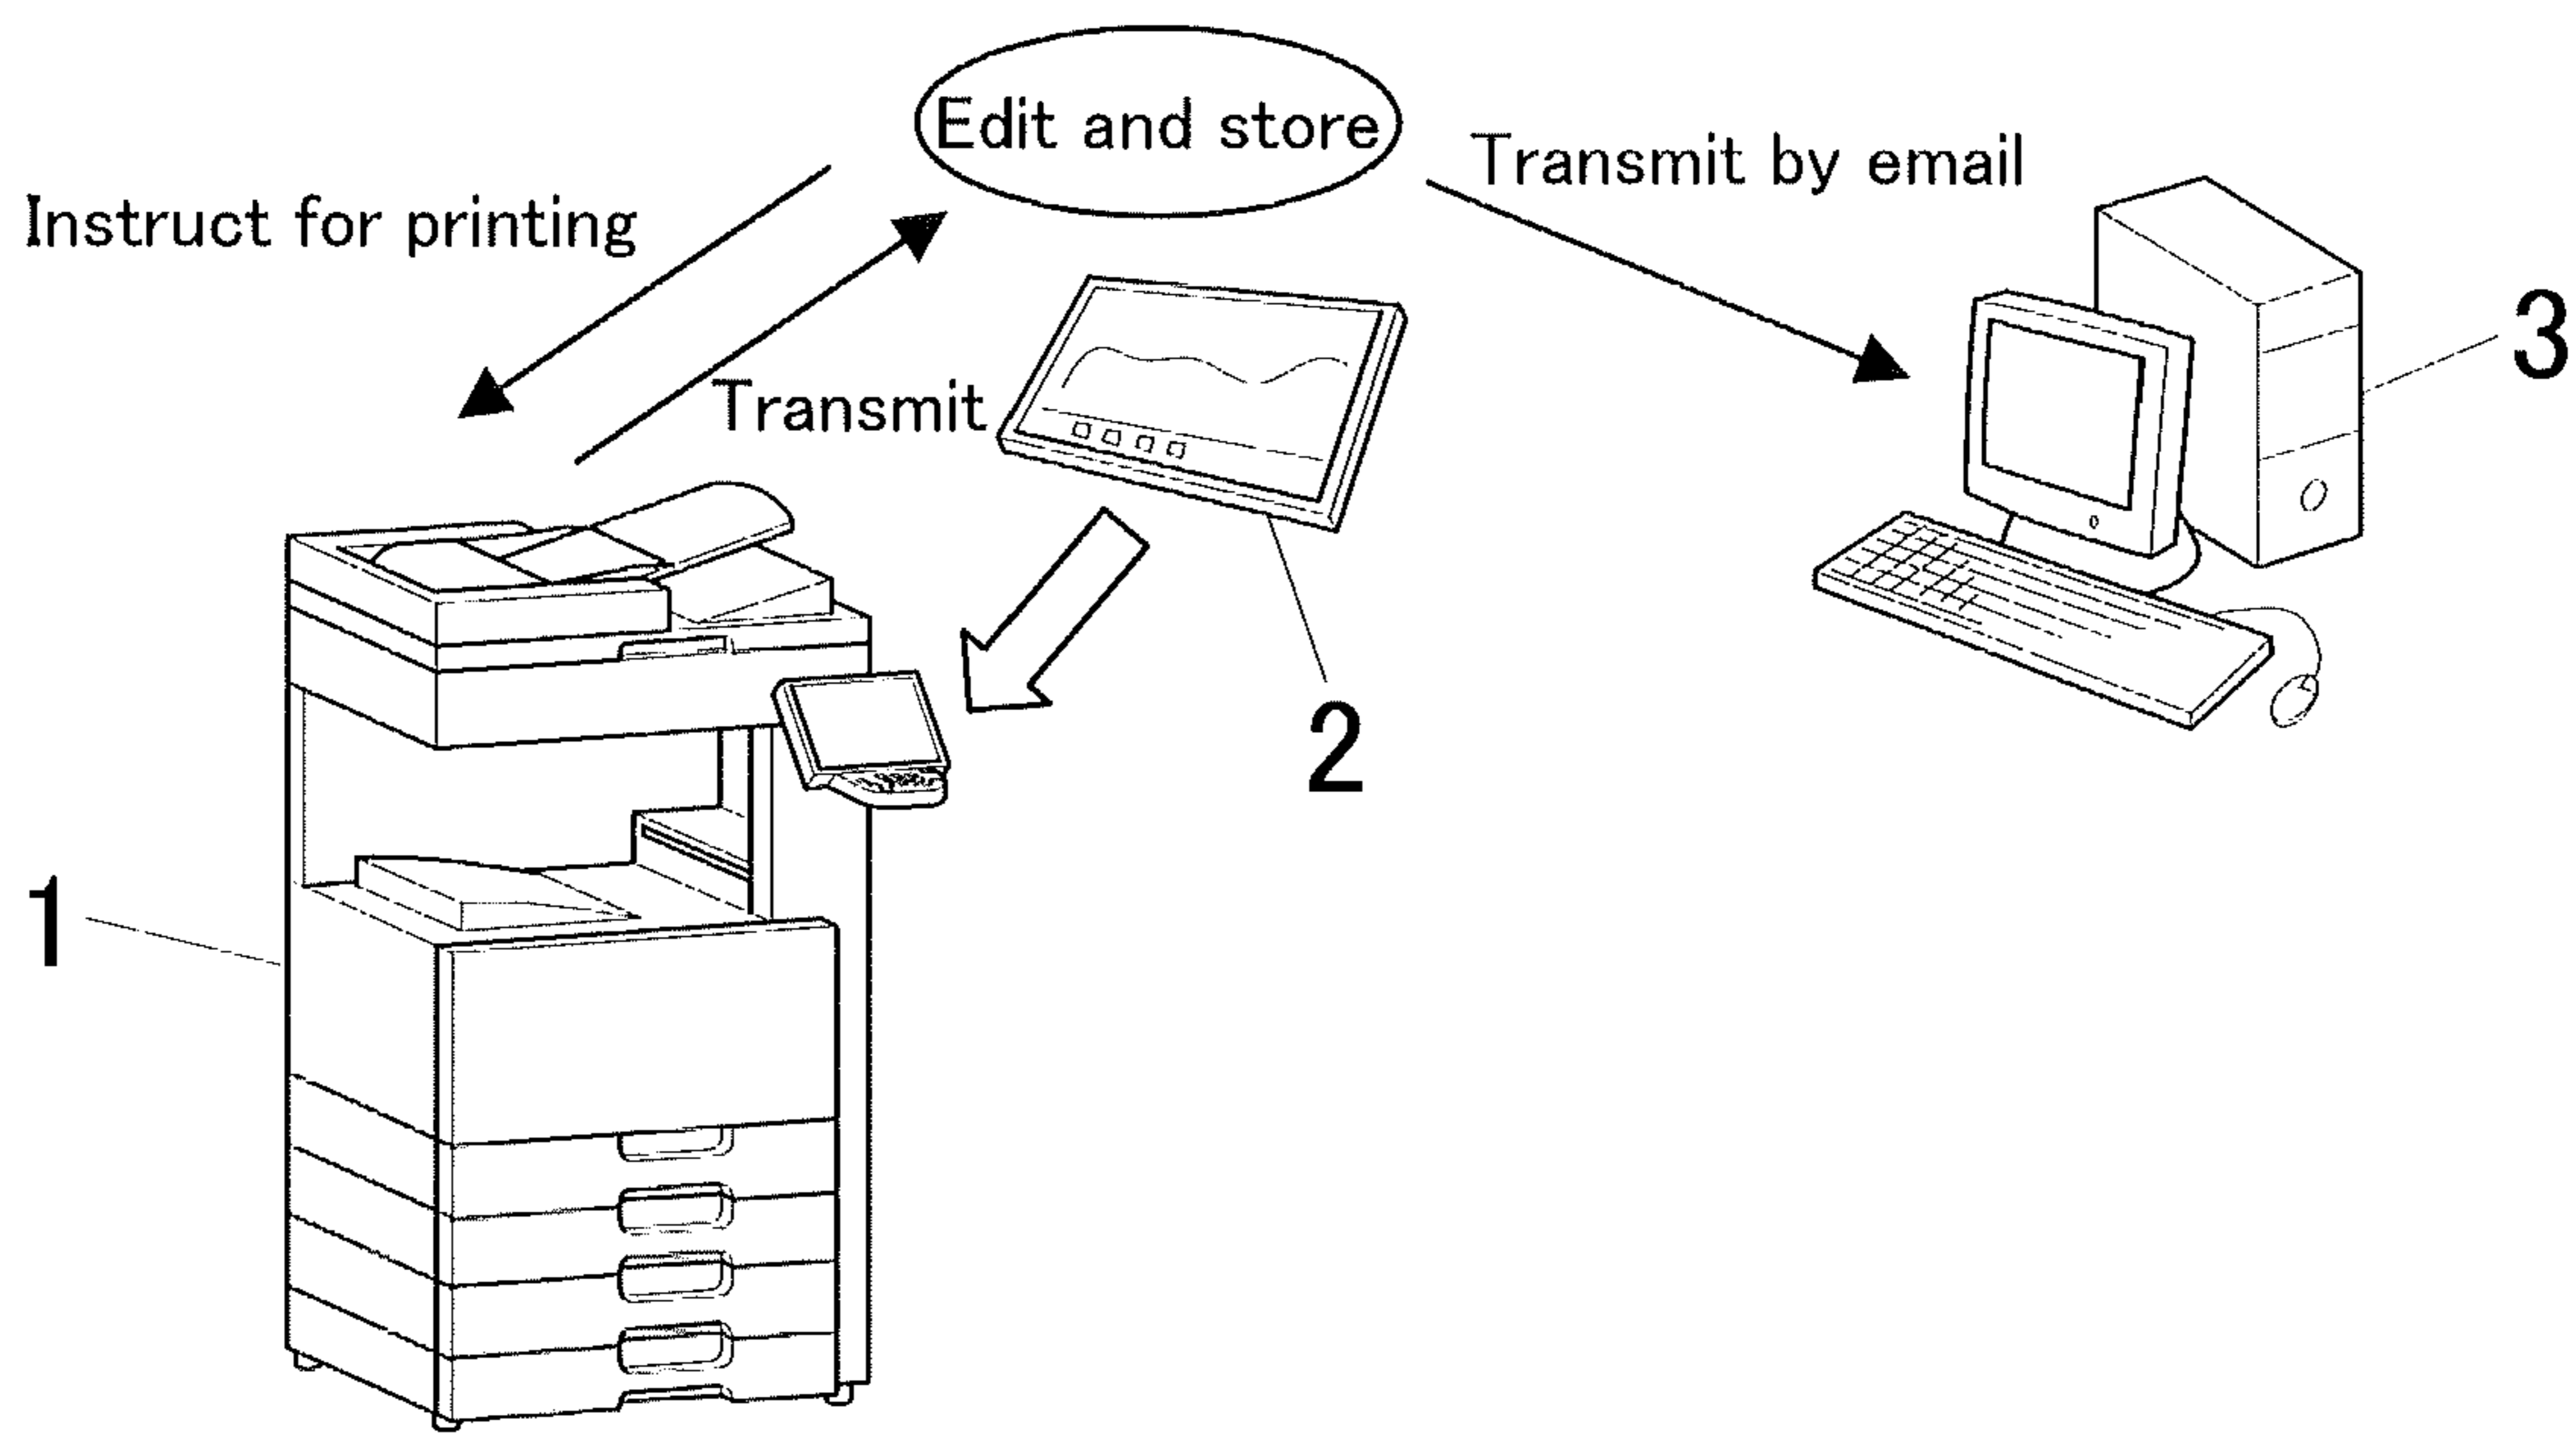 Edit and store
Transmit by email
Instruct for printing
Transmit
3
2
1